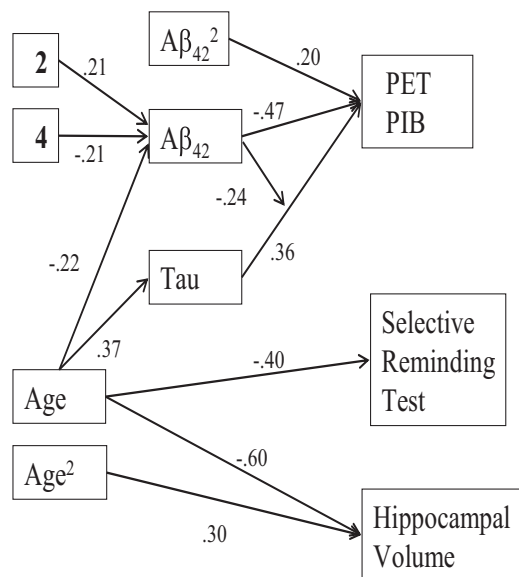 Aβ₄₂²
.20
2
.21
PET
PIB
4
-.21
Aβ₄₂
-.47
-.24
-.22
Tau
.36
.37
Selective
Reminding
Test
-.40
Age
-.60
Age²
.30
Hippocampal
Volume